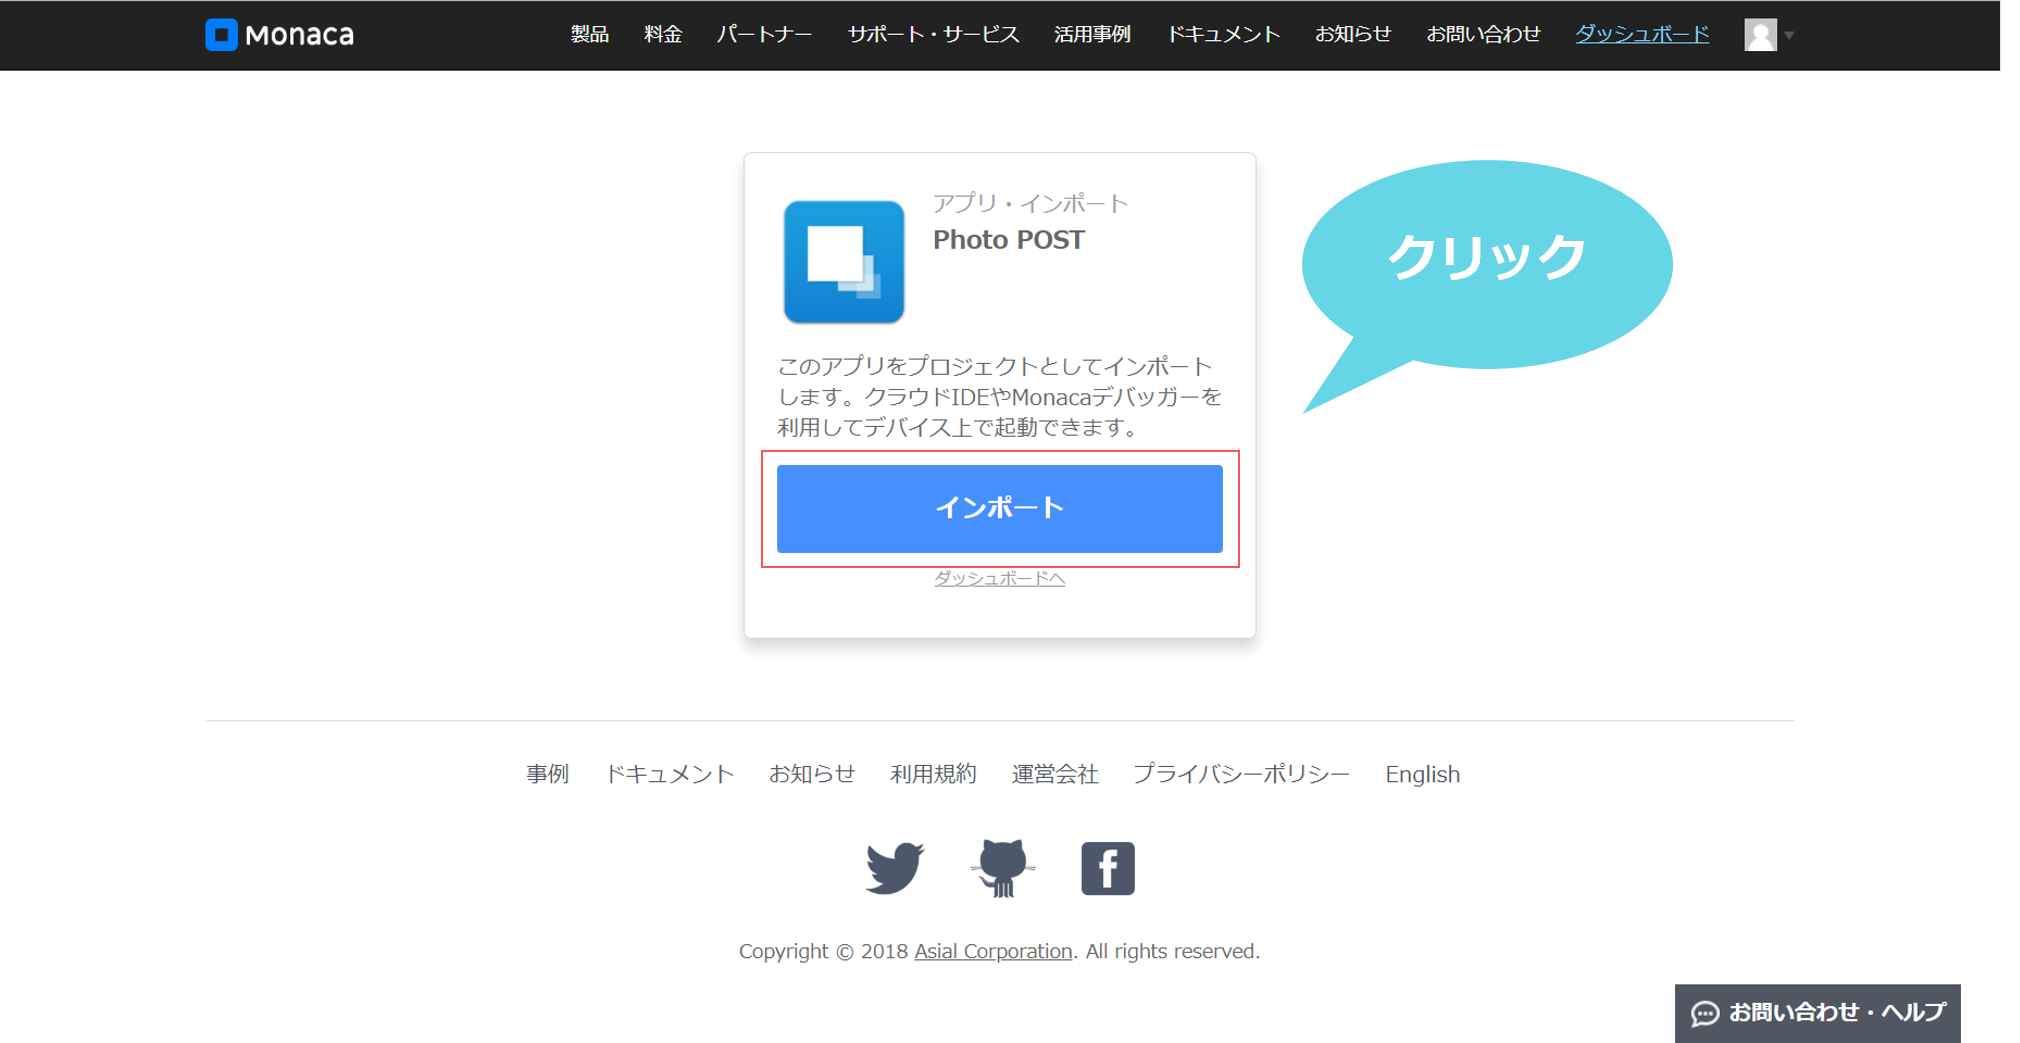 Monaca 製品 料金 パートナー サポート・サービス 活用事例 ドキュメント お知らせ お問い合わせ ダッシュボード
アプリ・インポート
Photo POST
クリック
このアプリをプロジェクトとしてインポート
します。クラウドIDEやMonacaデバッガーを
利用してデバイス上で起動できます。
インポート
ダッシュボードへ
事例 ドキュメント お知らせ 利用規約 運営会社 プライバシーポリシー English
Copyright © 2018 Asial Corporation. All rights reserved.
お問い合わせ・ヘルプ